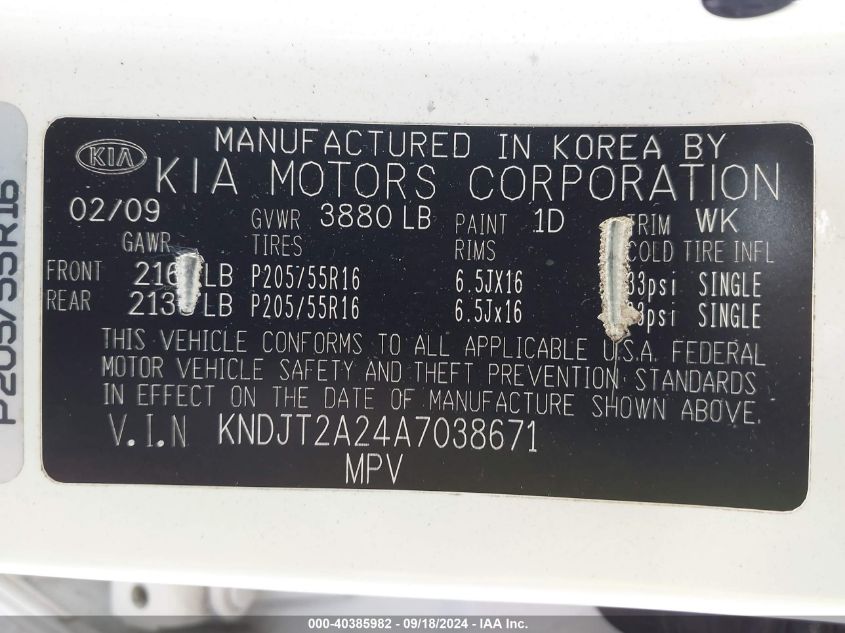 KIA
MANUFACTURED IN KOREA BY
KIA MOTORS CORPORATION
02/09 GVWR 3880 LB PAINT 1D TRIM WK
GAWR TIRES RIMS COLD TIRE INFL
FRONT LB P205/55R16 6.5JX16 33psi SINGLE
REAR LB P205/55R16 6.5Jx16 SINGLE
THIS VEHICLE CONFORMS TO ALL APPLICABLE U.S.A. FEDERAL
MOTOR VEHICLE SAFETY AND THEFT PREVENTION STANDARDS
IN EFFECT ON THE DATE OF MANUFACTURE SHOWN ABOVE.
V.I.N KNDJT2A24A7038671
MPV
P205/55R16
000-40385982 - 09/18/2024 - IAA Inc.